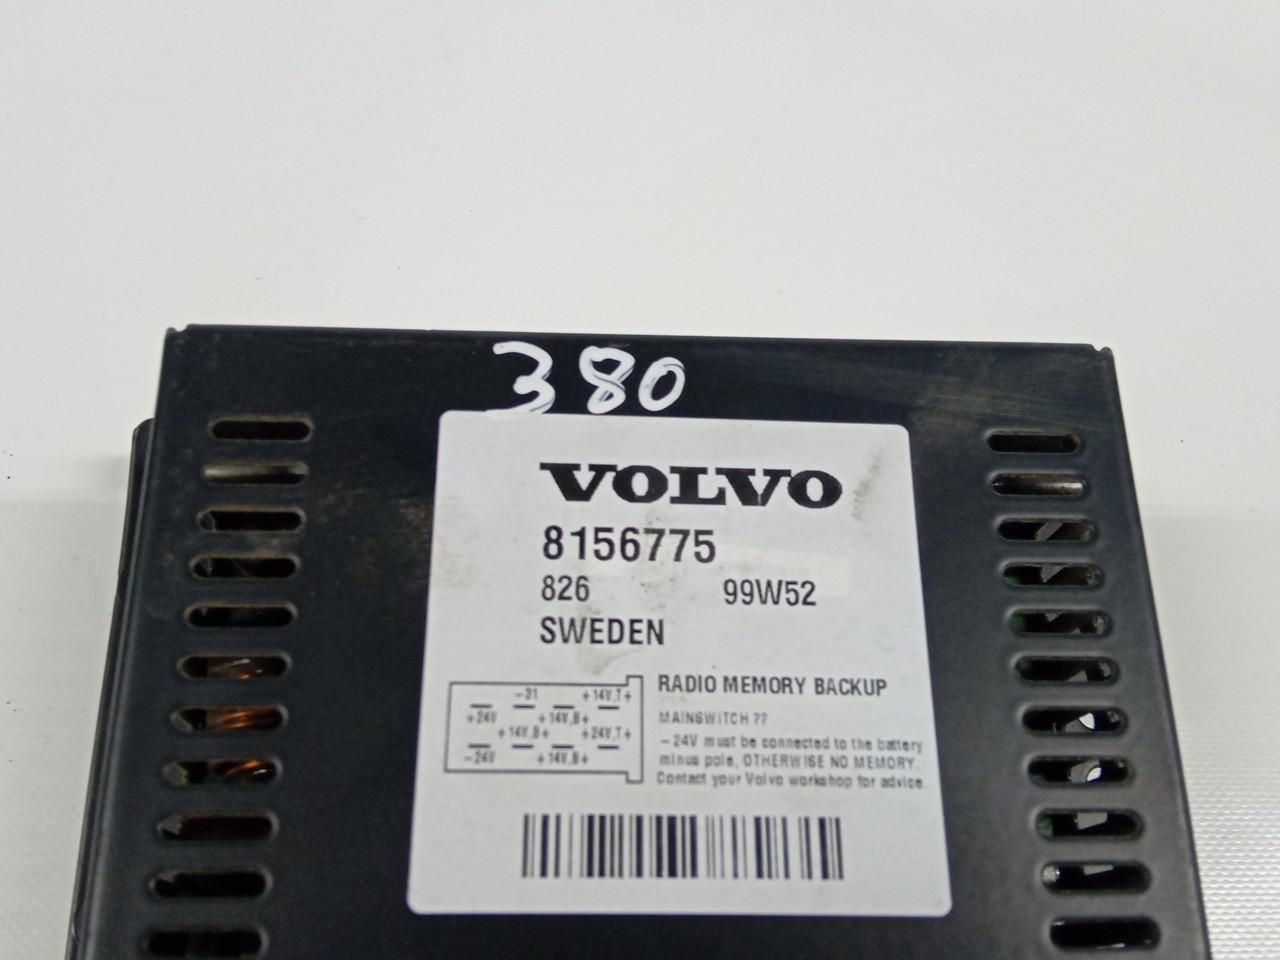 380
VOLVO
8156775
826 99W52
SWEDEN
-31 +14V,T+
+24V +14V,B+
+14V,B+ +24V,T+
-24V +14V,B+
RADIO MEMORY BACKUP
MAINSWITCH ??
-24V must be connected to the battery
minus pole, OTHERWISE NO MEMORY.
Contact your Volvo workshop for advice.